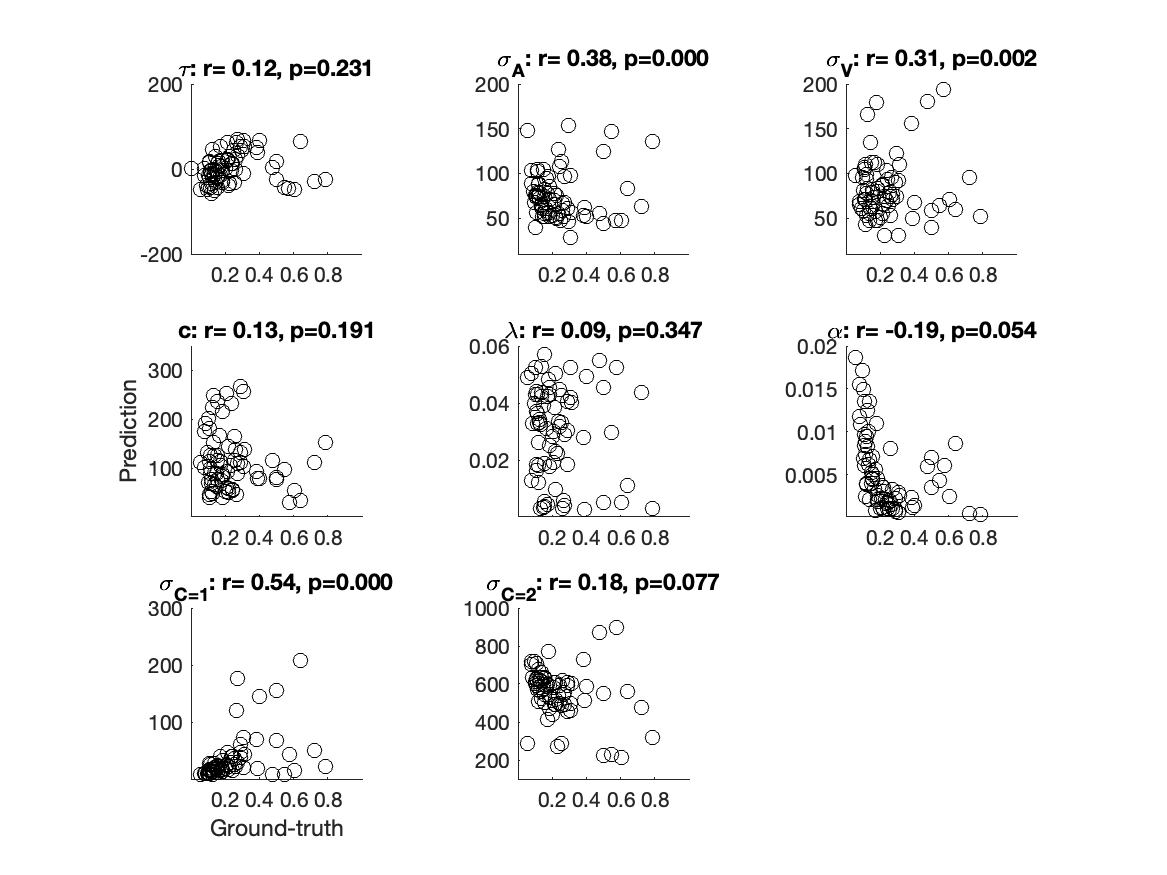 τ: r= 0.12, p=0.231
200
0
-200
0.2 0.4 0.6 0.8
σA: r= 0.38, p=0.000
200
150
100
50
0.2 0.4 0.6 0.8
σV: r= 0.31, p=0.002
200
150
100
50
0.2 0.4 0.6 0.8
c: r= 0.13, p=0.191
300
200
100
Prediction
0.2 0.4 0.6 0.8
λ: r= 0.09, p=0.347
0.06
0.04
0.02
0.2 0.4 0.6 0.8
α: r= -0.19, p=0.054
0.02
0.015
0.01
0.005
0.2 0.4 0.6 0.8
σC=1: r= 0.54, p=0.000
300
200
100
0.2 0.4 0.6 0.8
Ground-truth
σC=2: r= 0.18, p=0.077
1000
800
600
400
200
0.2 0.4 0.6 0.8